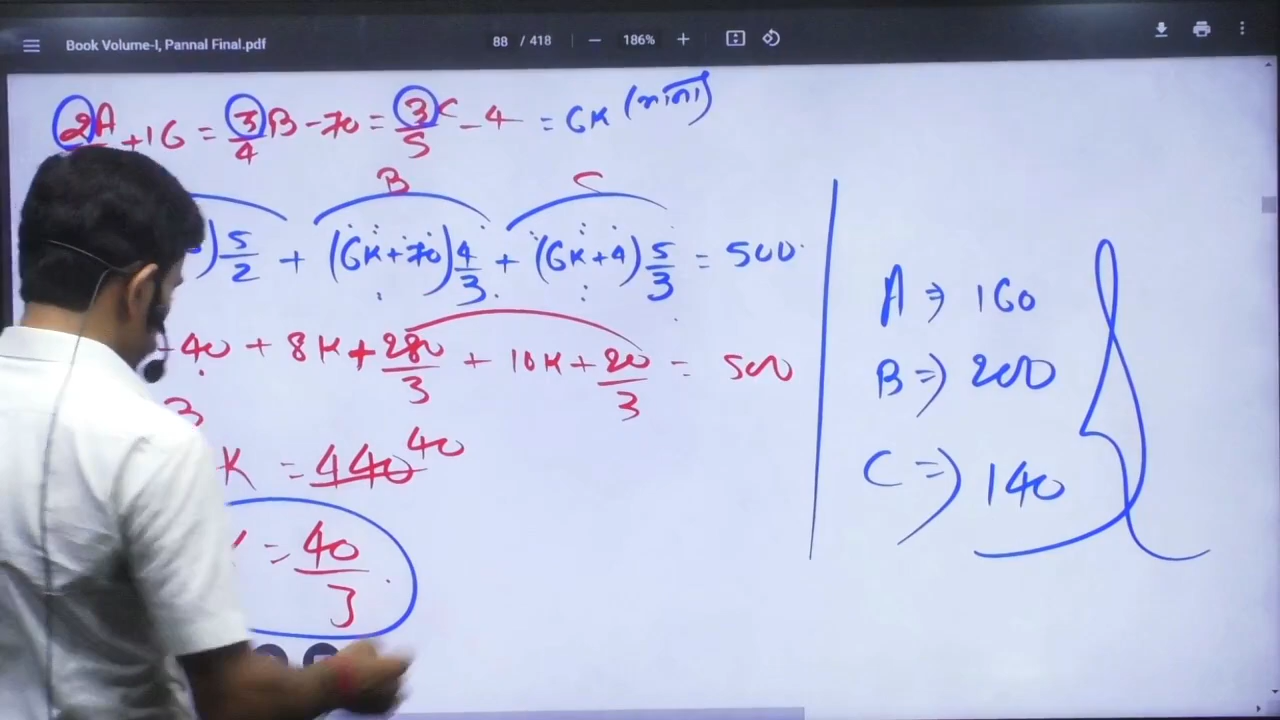 Book Volume-I, Pannal Final.pdf 88 / 418 186%
2A +16 = 3/4 B - 70 = 3/5 C - 4 = 6K
B C
) 5/2 + (6K+70) 4/3 + (6K+4) 5/3 = 500
40 + 8K + 280/3 + 10K + 20/3 = 500
3
K = 440 40
= 40/3
A ⇒ 160
B ⇒ 200
C ⇒ 140